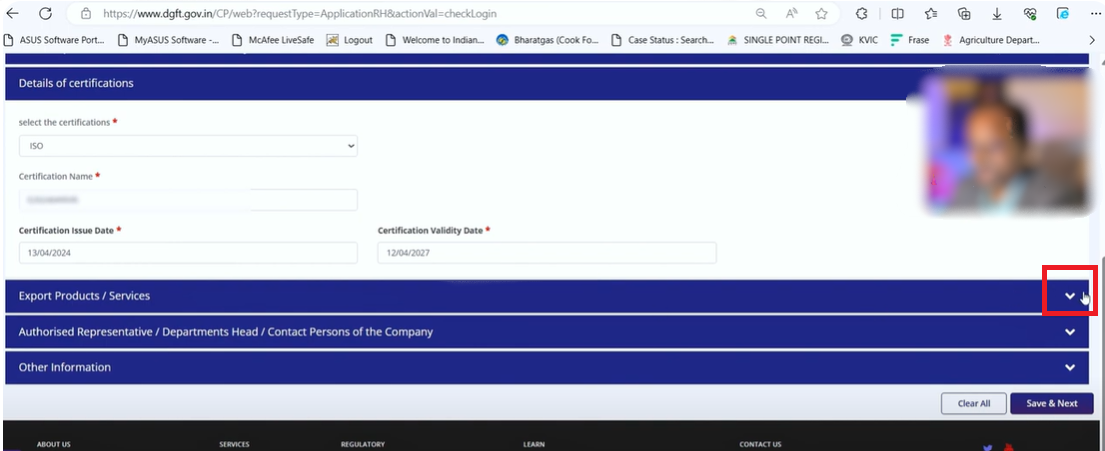 https://www.dgft.gov.in/CP/web?requestType=ApplicationRH&actionVal=checkLogin
ASUS Software Port... MyASUS Software -... McAfee LiveSafe Logout Welcome to Indian... Bharatgas (Cook Fo... Case Status : Search... SINGLE POINT REGI... KVIC Frase Agriculture Depart...
Details of certifications
select the certifications *
ISO
Certification Name *
Certification Issue Date * Certification Validity Date *
13/04/2024 12/04/2027
Export Products / Services
Authorised Representative / Departments Head / Contact Persons of the Company
Other Information
Clear All Save & Next
ABOUT US SERVICES REGULATORY LEARN CONTACT US